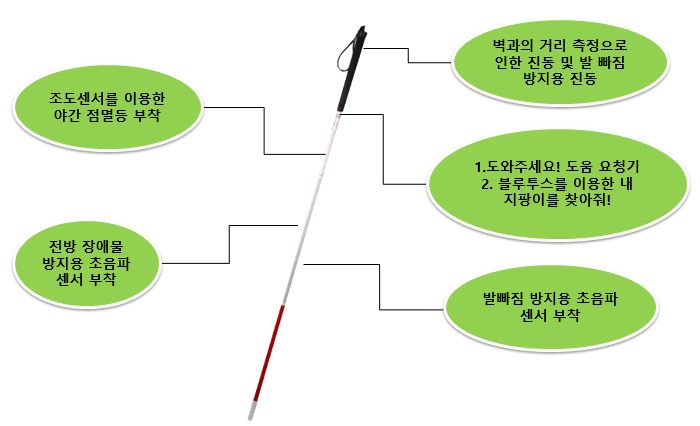 벽과의 거리 측정으로
인한 진동 및 발 빠짐
방지용 진동
조도센서를 이용한
야간 점멸등 부착
1.도와주세요! 도움 요청기
2. 블루투스를 이용한 내
지팡이를 찾아줘!
전방 장애물
방지용 초음파
센서 부착
발빠짐 방지용 초음파
센서 부착